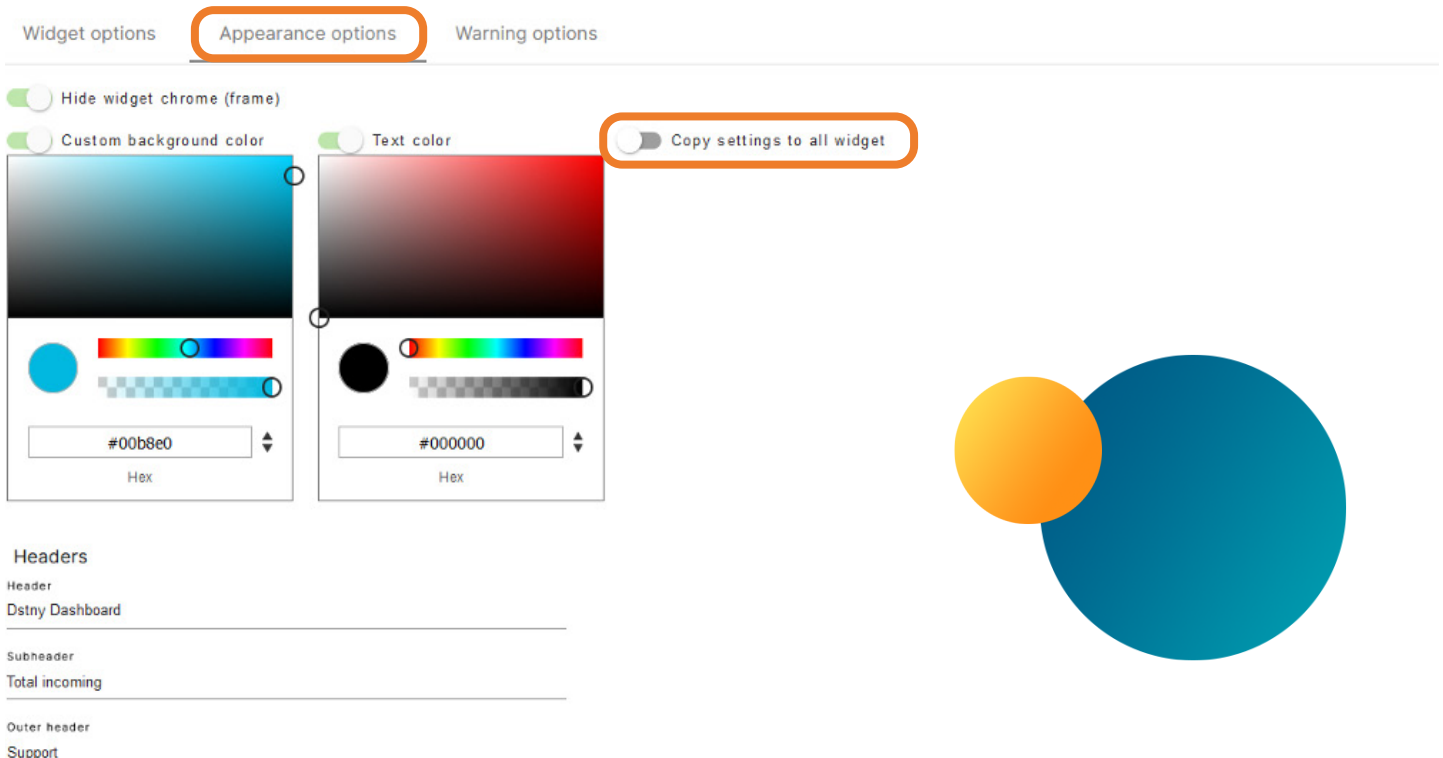 Widget options Appearance options Warning options
Hide widget chrome (frame)
Custom background color Text color Copy settings to all widget
#00b8e0 #000000
Hex Hex
Headers
Header
Dstny Dashboard
Subheader
Total incoming
Outer header
Support